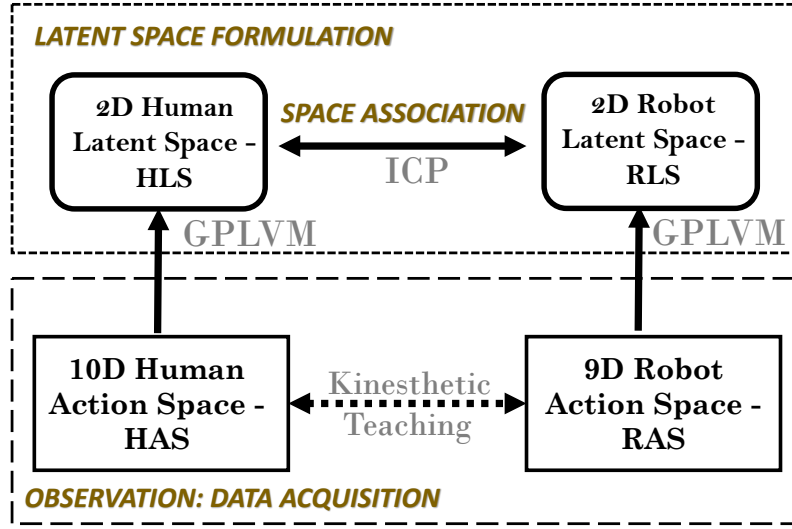 LATENT SPACE FORMULATION
2D Human
Latent Space -
HLS
SPACE ASSOCIATION
ICP
2D Robot
Latent Space -
RLS
GPLVM
GPLVM
10D Human
Action Space -
HAS
Kinesthetic
Teaching
9D Robot
Action Space -
RAS
OBSERVATION: DATA ACQUISITION